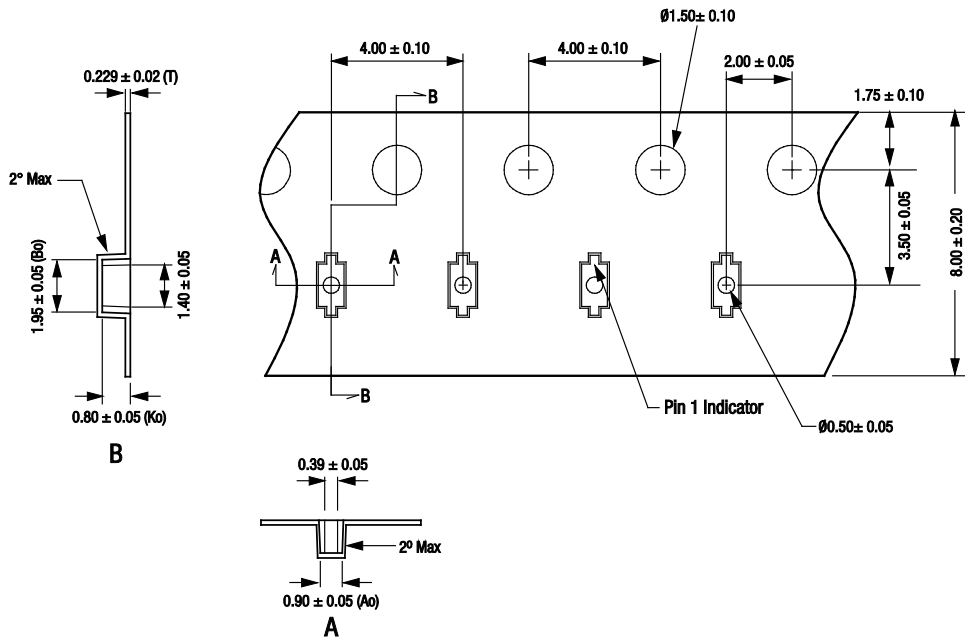 Ø1.50± 0.10
4.00 ± 0.10
4.00 ± 0.10
2.00 ± 0.05
0.229 ± 0.02 (T)
1.75 ± 0.10
B
2° Max
3.50 ± 0.05
8.00 ± 0.20
A
A
1.95 ± 0.05 (Bo)
1.40 ± 0.05
B
Pin 1 Indicator
0.80 ± 0.05 (Ko)
Ø0.50± 0.05
B
0.39 ± 0.05
2º Max
0.90 ± 0.05 (Ao)
A